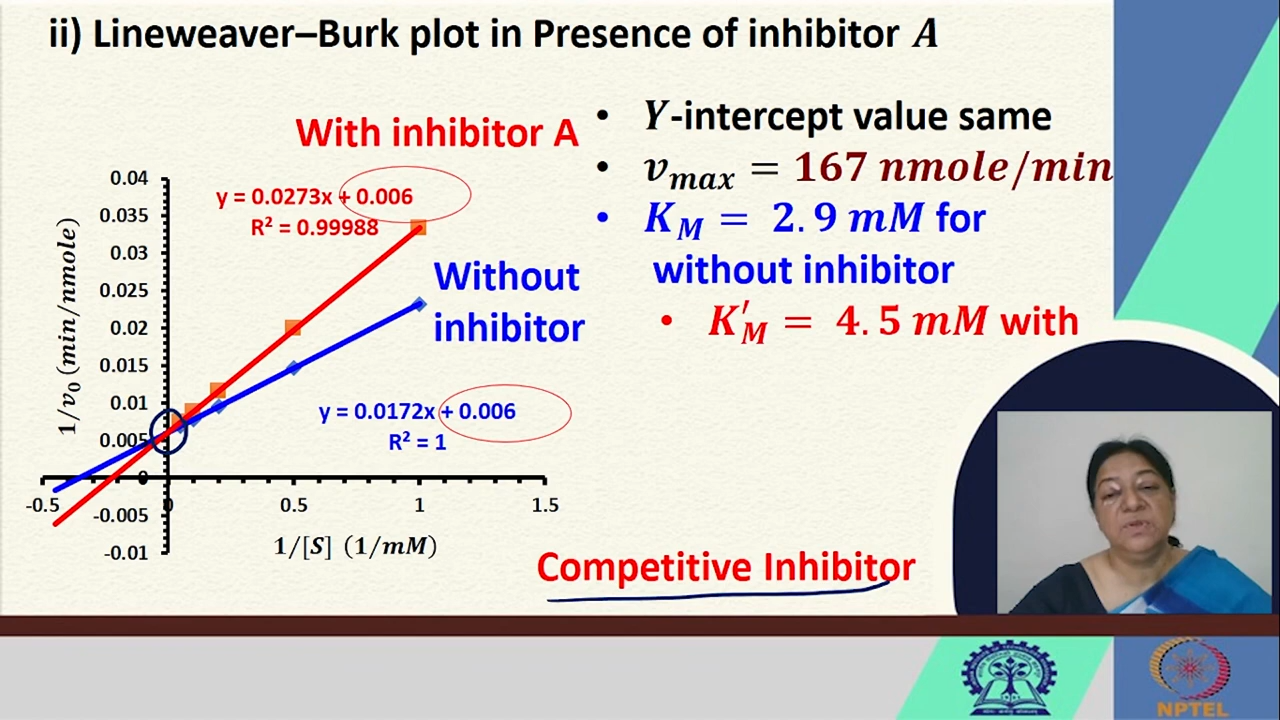 ii) Lineweaver–Burk plot in Presence of inhibitor A
With inhibitor A
y = 0.0273x + 0.006
R² = 0.99988
Without
inhibitor
y = 0.0172x + 0.006
R² = 1
1/v₀ (min/nmole)
0.04
0.035
0.03
0.025
0.02
0.015
0.01
0.005
0
-0.005
-0.01
-0.5
0
0.5
1
1.5
1/[S] (1/mM)
• Y-intercept value same
• vₘₐₓ = 167 nmole/min
• K_M = 2.9 mM for
without inhibitor
• K′_M = 4.5 mM with
Competitive Inhibitor
NPTEL